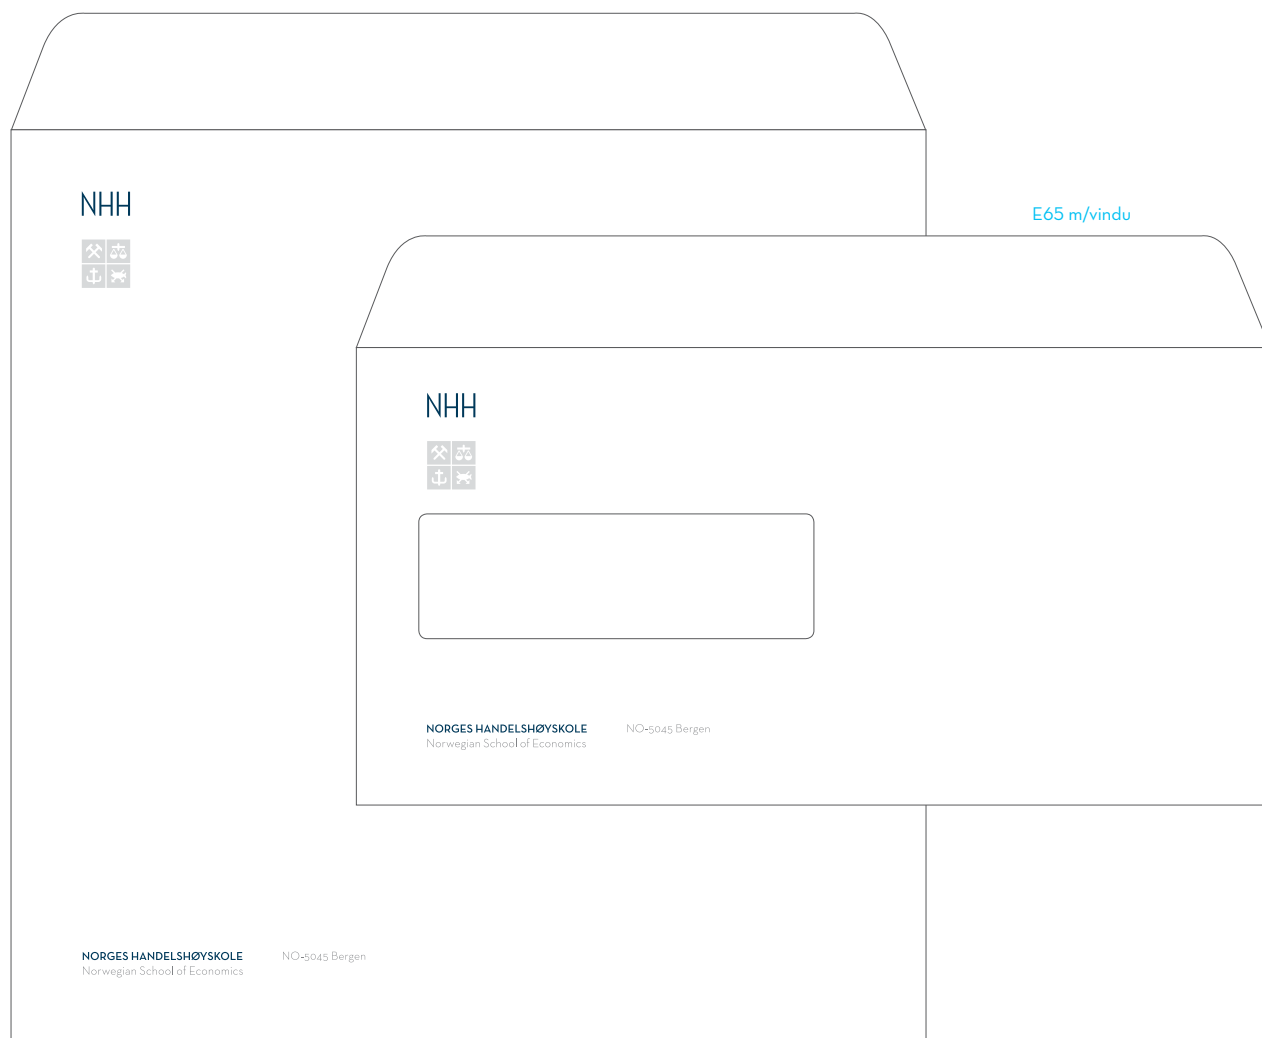 NHH
E65 m/vindu
NHH
NORGES HANDELSHØYSKOLE NO-5045 Bergen
Norwegian School of Economics
NORGES HANDELSHØYSKOLE NO-5045 Bergen
Norwegian School of Economics